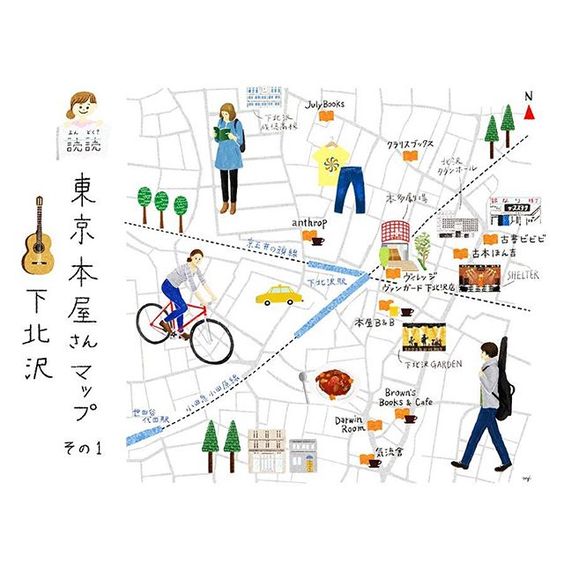 よん どく?
読 読
東京 本屋さんマップ
下北沢
その1
N
July Books
下北沢
成徳高校
クラリスブックス
北沢
タウンホール
本多劇場
anthrop
京王井の頭線
古書ビビビ
古本ほん吉
SHELTER
下北沢駅
ヴィレッジ
ヴァンガード 下北沢店
本屋B&B
下北沢GARDEN
小田急小田原線
世田谷
代田駅
Brown's
Books & Cafe
Darwin
Room
気流舎